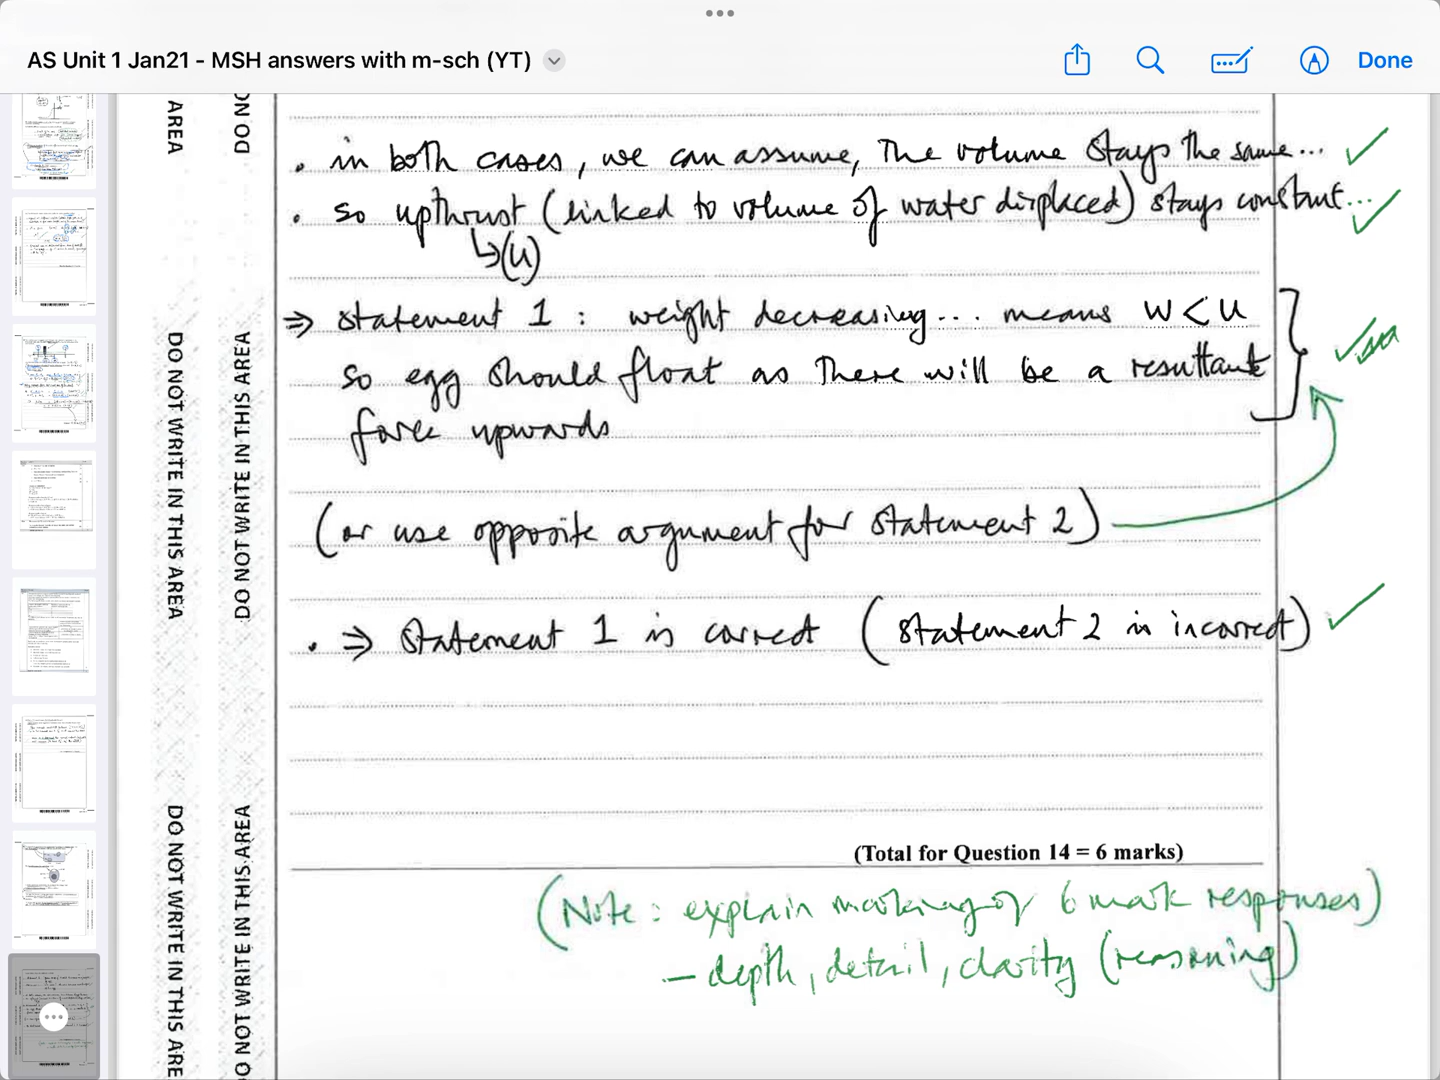 AS Unit 1 Jan21 - MSH answers with m-sch (YT)
Done
AREA
DO NO
DO NOT WRITE IN THIS AREA
DO NOT WRITE IN THIS AREA
DO NOT WRITE IN THIS ARE
DO NOT WRITE IN THIS AREA
. in both cases, we can assume, the volume stays the same... ✓
. so upthrust (linked to volume of water displaced) stays constant... ✓
↳(U)
⇒ statement 1 : weight decreasing... means W < U
so egg should float as there will be a resultant
force upwards
(or use opposite argument for statement 2)
. ⇒ statement 1 is correct (statement 2 is incorrect) ✓
(Total for Question 14 = 6 marks)
(Note : explain marking of 6 mark responses)
– depth, detail, clarity (reasoning)